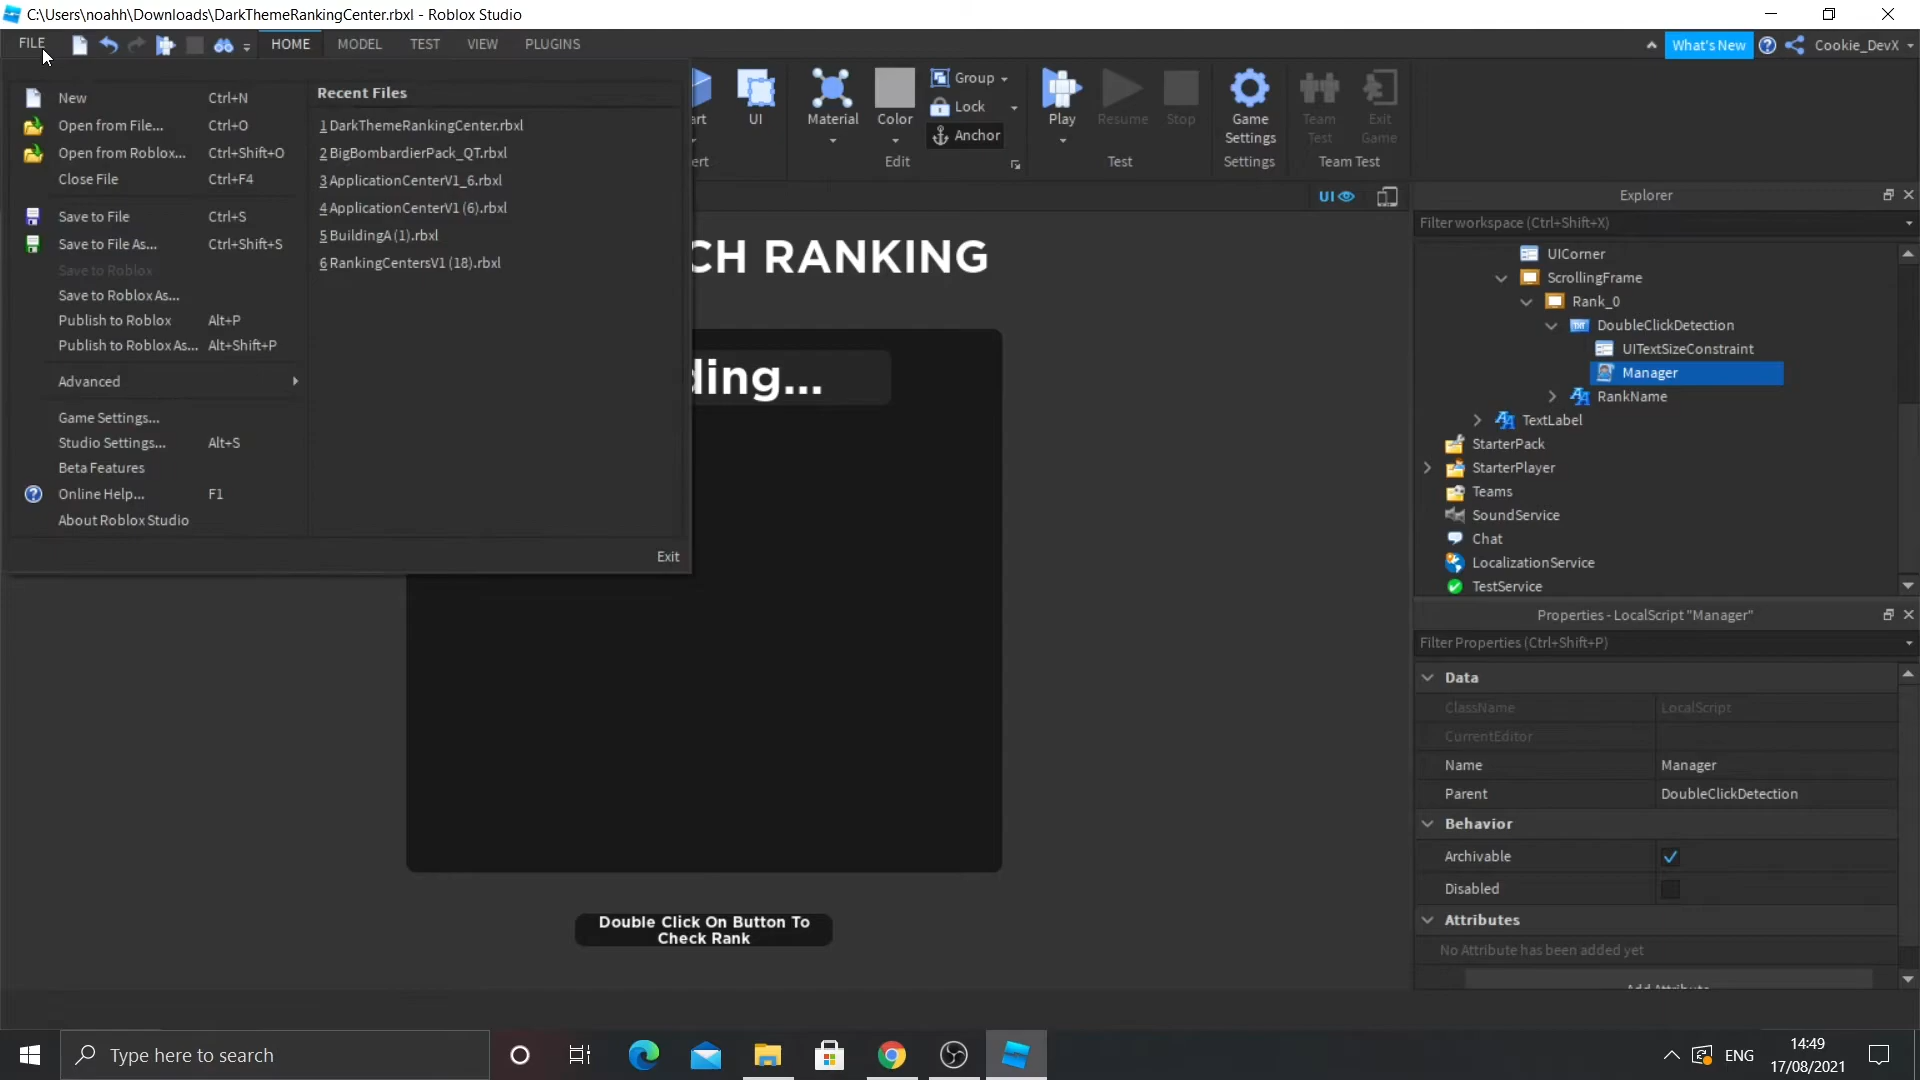 C:\Users\noahh\Downloads\DarkThemeRankingCenter.rbxl - Roblox Studio
FILE
HOME
MODEL
TEST
VIEW
PLUGINS
What's New
Cookie_DevX
New Ctrl+N
Open from File... Ctrl+O
Open from Roblox... Ctrl+Shift+O
Close File Ctrl+F4
Save to File Ctrl+S
Save to File As... Ctrl+Shift+S
Save to Roblox
Save to Roblox As...
Publish to Roblox Alt+P
Publish to Roblox As... Alt+Shift+P
Advanced
Game Settings...
Studio Settings... Alt+S
Beta Features
Online Help... F1
About Roblox Studio
Recent Files
1 DarkThemeRankingCenter.rbxl
2 BigBombardierPack_QT.rbxl
3 ApplicationCenterV1_6.rbxl
4 ApplicationCenterV1 (6).rbxl
5 BuildingA (1).rbxl
6 RankingCentersV1 (18).rbxl
Exit
art
UI
ert
Material
Color
Group
Lock
Anchor
Edit
Play
Resume
Stop
Test
Game Settings
Settings
Team Test
Exit Game
Team Test
UI
CH RANKING
ding...
Double Click On Button To
Check Rank
Explorer
Filter workspace (Ctrl+Shift+X)
UICorner
ScrollingFrame
Rank_0
TXT DoubleClickDetection
UITextSizeConstraint
Manager
RankName
TextLabel
StarterPack
StarterPlayer
Teams
SoundService
Chat
LocalizationService
TestService
Properties - LocalScript "Manager"
Filter Properties (Ctrl+Shift+P)
Data
ClassName LocalScript
CurrentEditor
Name Manager
Parent DoubleClickDetection
Behavior
Archivable
Disabled
Attributes
No Attribute has been added yet
Add Attribute
Type here to search
ENG
14:49
17/08/2021